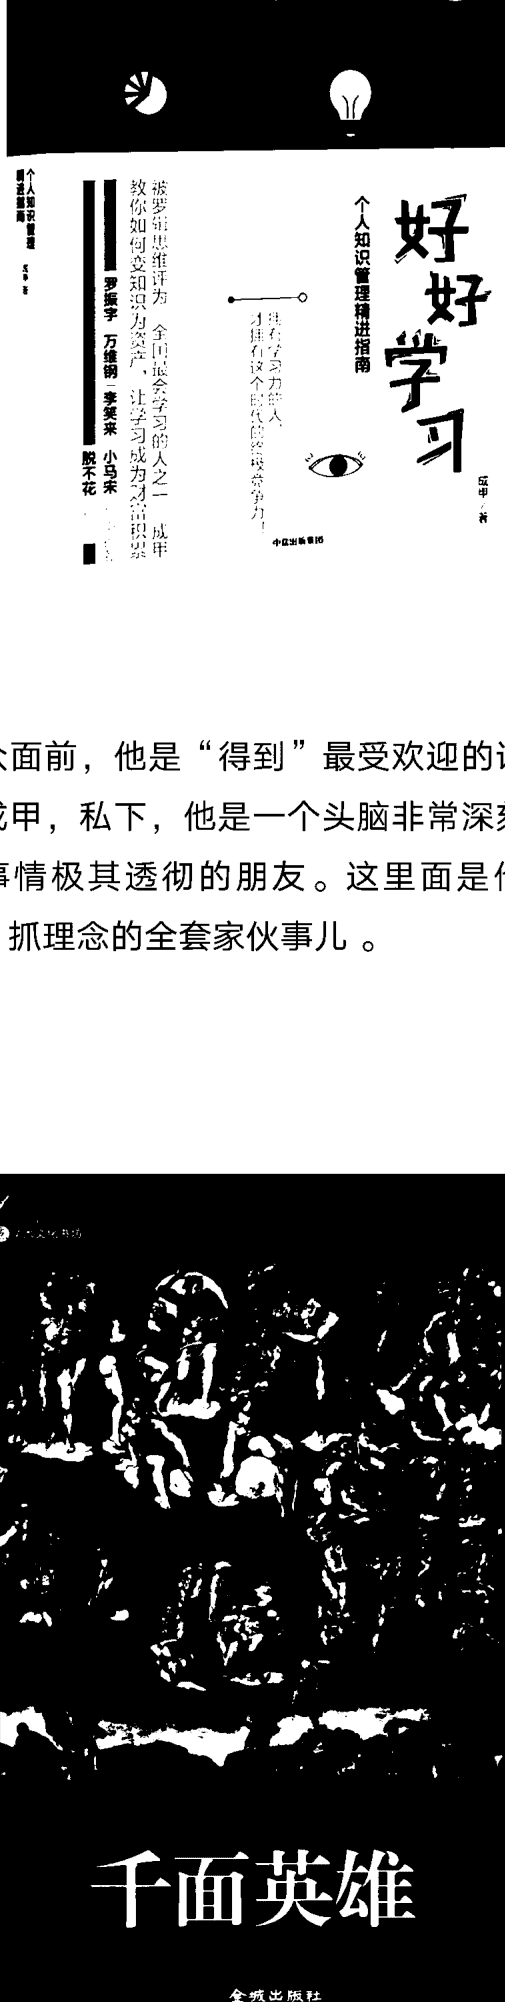 好好学习
个人知识管理精进指南
成甲 / 著
拥有学习力的人，
才拥有这个时代的终极竞争力！
中信出版集团
被罗辑思维评为 全国最会学习的人之一 成甲
教你如何变知识为资产，让学习成为财富积累
罗振宇 万维钢 李笑来 小马宋
脱不花
个人知识管理
精进指南
成甲 著
众面前，他是“得到”最受欢迎的
成甲，私下，他是一个头脑非常深刻
事情极其透彻的朋友。这里面是他
抓理念的全套家伙事儿 。
千面英雄
金城出版社